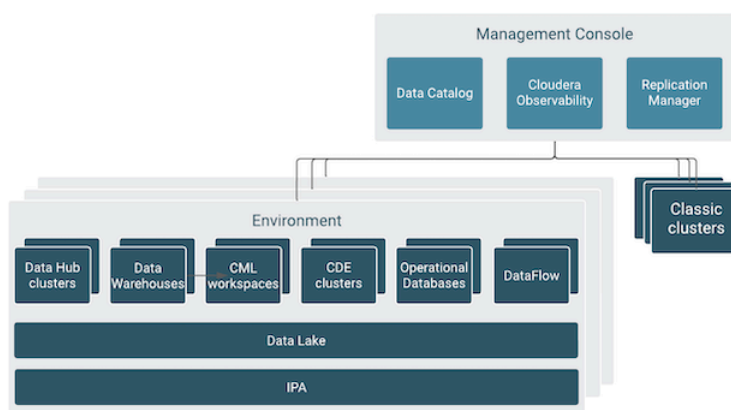 Management Console
Data Catalog
Cloudera
Observability
Replication
Manager
Classic
clusters
Environment
Data Hub
clusters
Data
Warehouses
CML
workspaces
CDE
clusters
Operational
Databases
DataFlow
Data Lake
IPA